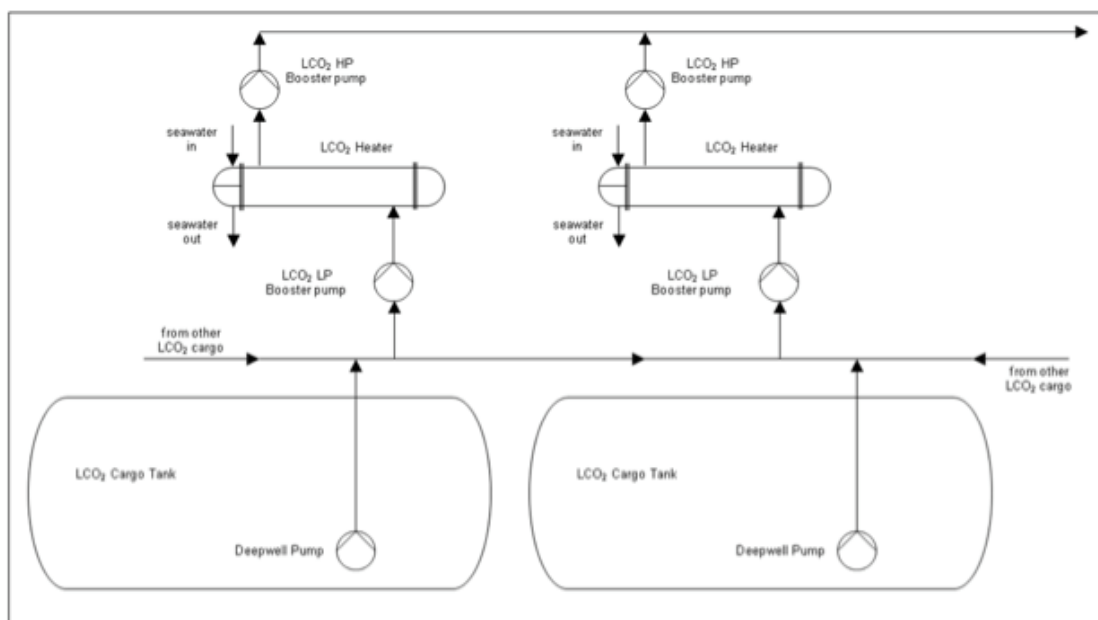 LCO₂ HP
Booster pump
LCO₂ HP
Booster pump
seawater
in
LCO₂ Heater
seawater
in
LCO₂ Heater
seawater
out
seawater
out
LCO₂ LP
Booster pump
LCO₂ LP
Booster pump
from other
LCO₂ cargo
from other
LCO₂ cargo
LCO₂ Cargo Tank
LCO₂ Cargo Tank
Deepwell Pump
Deepwell Pump